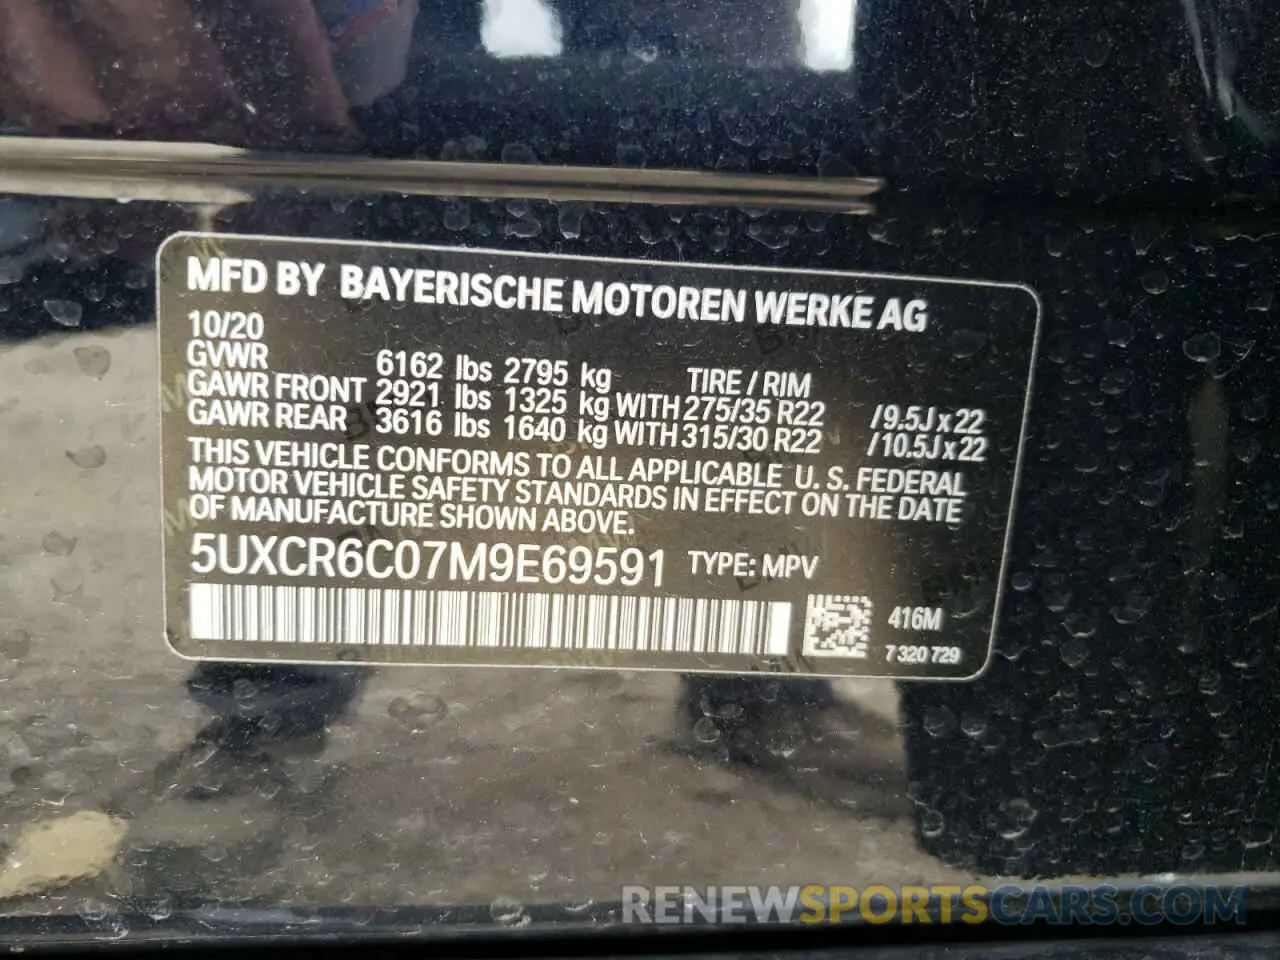 MFD BY BAYERISCHE MOTOREN WERKE AG
10/20
GVWR 6162 lbs 2795 kg TIRE / RIM
GAWR FRONT 2921 lbs 1325 kg WITH 275/35 R22 /9.5J x 22
GAWR REAR 3616 lbs 1640 kg WITH 315/30 R22 /10.5J x 22
THIS VEHICLE CONFORMS TO ALL APPLICABLE U. S. FEDERAL
MOTOR VEHICLE SAFETY STANDARDS IN EFFECT ON THE DATE
OF MANUFACTURE SHOWN ABOVE.
5UXCR6C07M9E69591 TYPE: MPV
416M
7 320 729
RENEWSPORTSCARS.COM